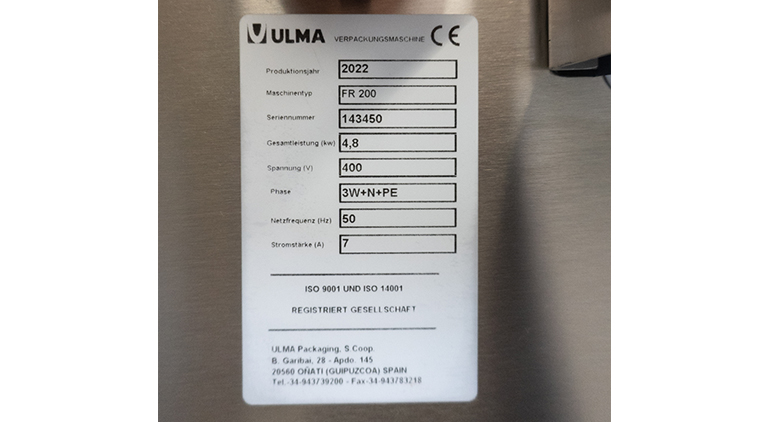 ULMA VERPACKUNGSMASCHINE CE
Produktionsjahr 2022
Maschinentyp FR 200
Seriennummer 143450
Gesamtleistung (kw) 4,8
Spannung (V) 400
Phase 3W+N+PE
Netzfrequenz (Hz) 50
Stromstärke (A) 7
ISO 9001 UND ISO 14001
REGISTRIERT GESELLSCHAFT
ULMA Packaging, S.Coop.
B. Garibai, 28 - Apdo. 145
20560 OÑATI (GUIPUZCOA) SPAIN
Tel.-34-943739200 - Fax-34-943783218